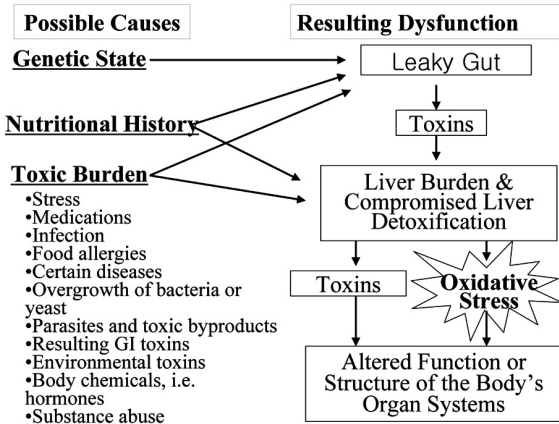 Possible Causes
Genetic State
Nutritional History
Toxic Burden
•Stress
•Medications
•Infection
•Food allergies
•Certain diseases
•Overgrowth of bacteria or
yeast
•Parasites and toxic byproducts
•Resulting GI toxins
•Environmental toxins
•Body chemicals, i.e.
hormones
•Substance abuse
Resulting Dysfunction
Leaky Gut
Toxins
Liver Burden &
Compromised Liver
Detoxification
Toxins
Oxidative
Stress
Altered Function or
Structure of the Body's
Organ Systems